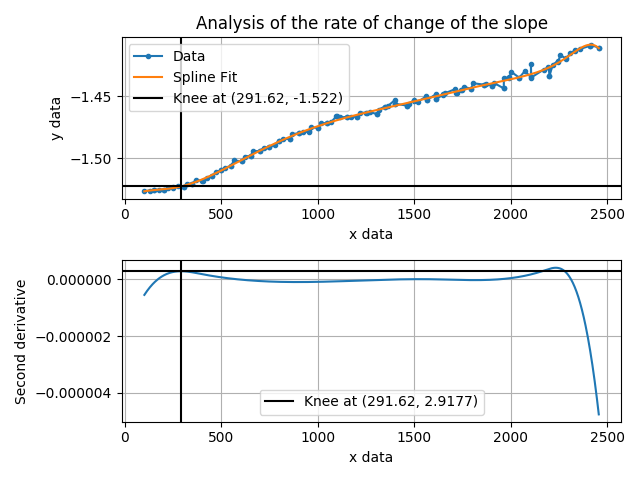 Analysis of the rate of change of the slope
Data
Spline Fit
Knee at (291.62, -1.522)
y data
−1.45
−1.50
0 500 1000 1500 2000 2500
x data
Second derivative
0.000000
−0.000002
−0.000004
Knee at (291.62, 2.9177)
0 500 1000 1500 2000 2500
x data